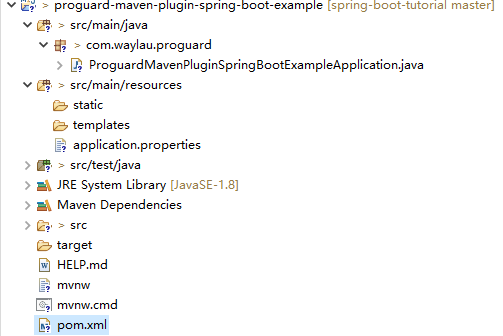 > proguard-maven-plugin-spring-boot-example [spring-boot-tutorial master]
> src/main/java
> com.waylau.proguard
> ProguardMavenPluginSpringBootExampleApplication.java
> src/main/resources
static
templates
application.properties
> src/test/java
JRE System Library [JavaSE-1.8]
Maven Dependencies
> src
target
HELP.md
mvnw
mvnw.cmd
pom.xml